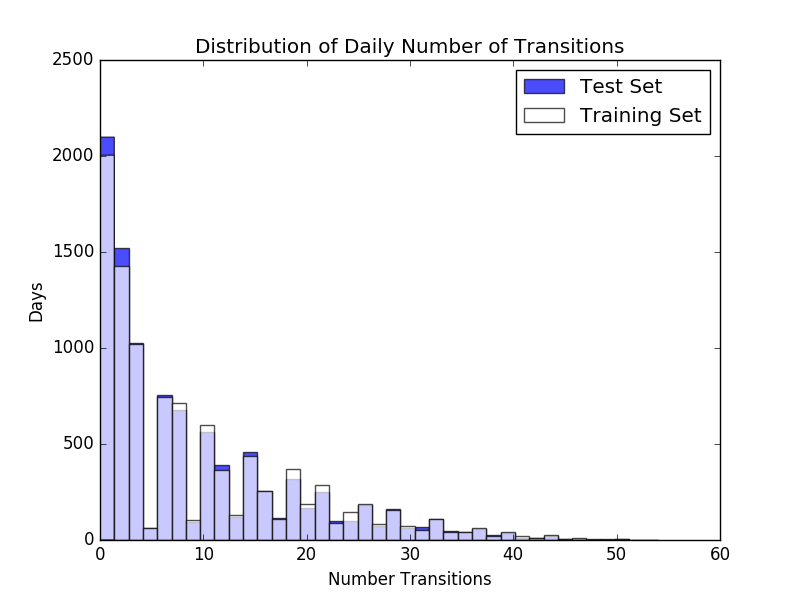 Distribution of Daily Number of Transitions
Test Set
Training Set
2500
2000
1500
1000
500
0
Days
0 10 20 30 40 50 60
Number Transitions